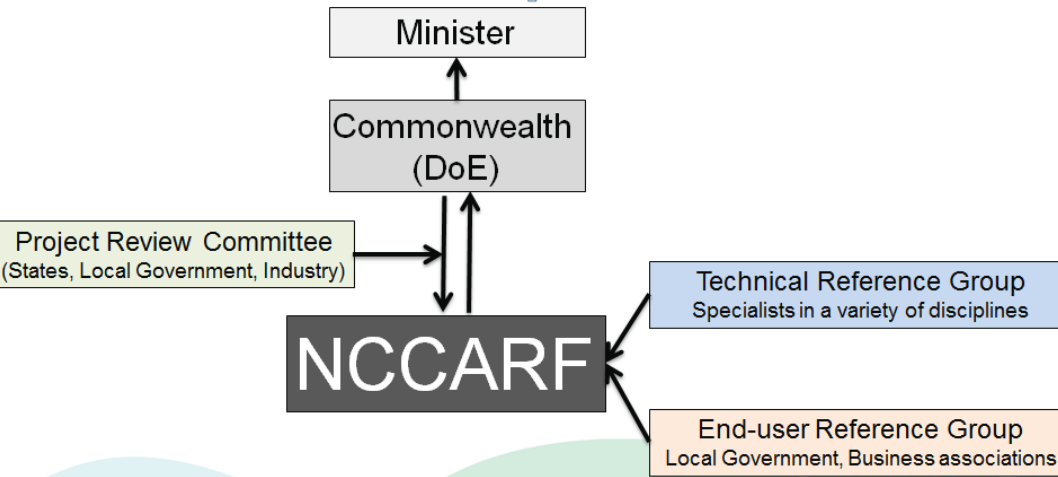 Minister
Commonwealth
(DoE)
Project Review Committee
(States, Local Government, Industry)
NCCARF
Technical Reference Group
Specialists in a variety of disciplines
End-user Reference Group
Local Government, Business associations